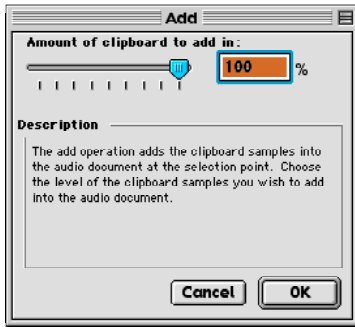 Add
Amount of clipboard to add in:
100 %
Description
The add operation adds the clipboard samples into
the audio document at the selection point. Choose
the level of the clipboard samples you wish to add
into the audio document.
Cancel OK